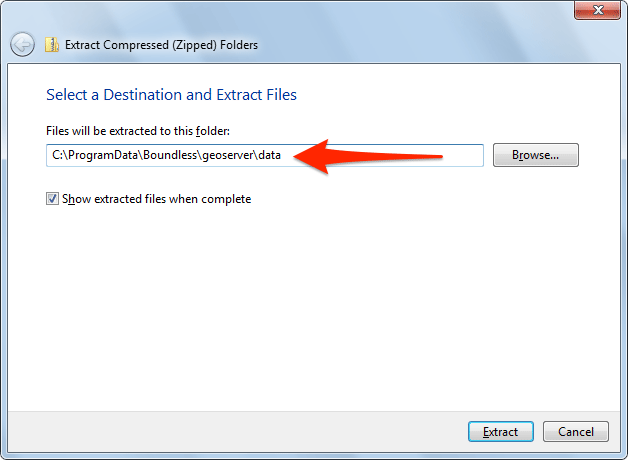 Extract Compressed (Zipped) Folders
Select a Destination and Extract Files
Files will be extracted to this folder:
C:\ProgramData\Boundless\geoserver\data
Browse...
Show extracted files when complete
Extract
Cancel